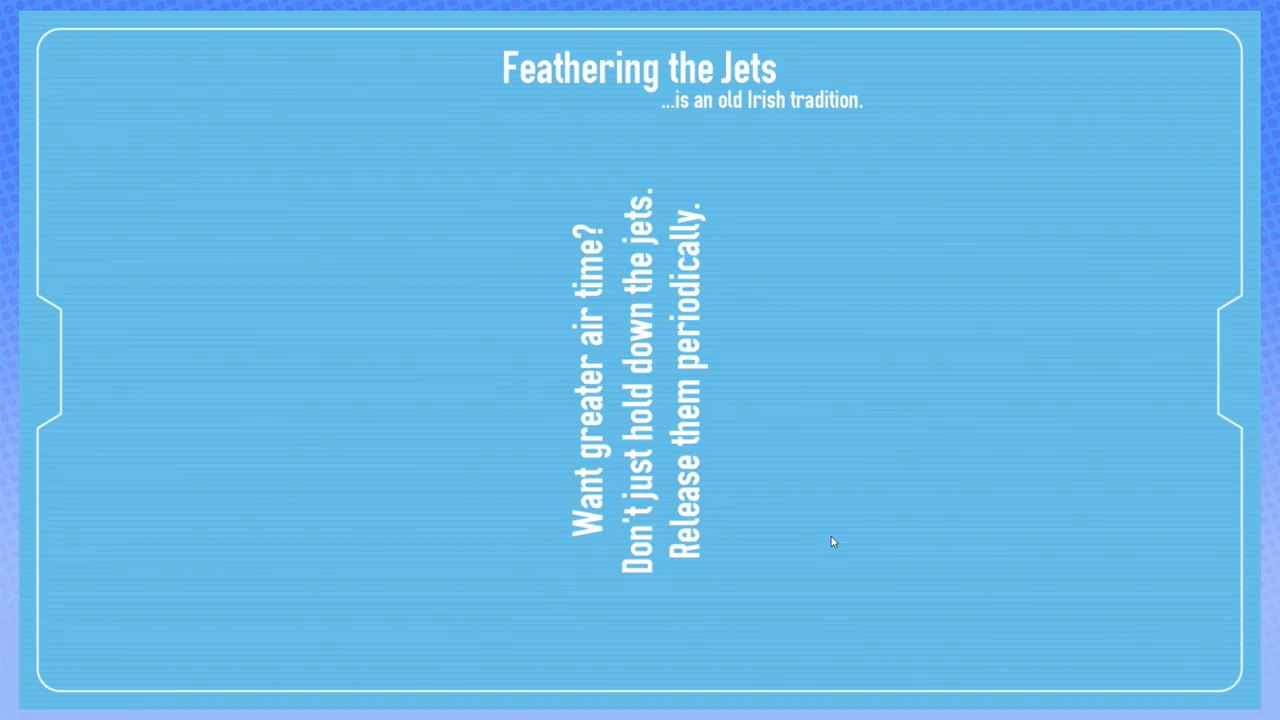 Feathering the Jets
...is an old Irish tradition.
Want greater air time?
Don't just hold down the jets.
Release them periodically.